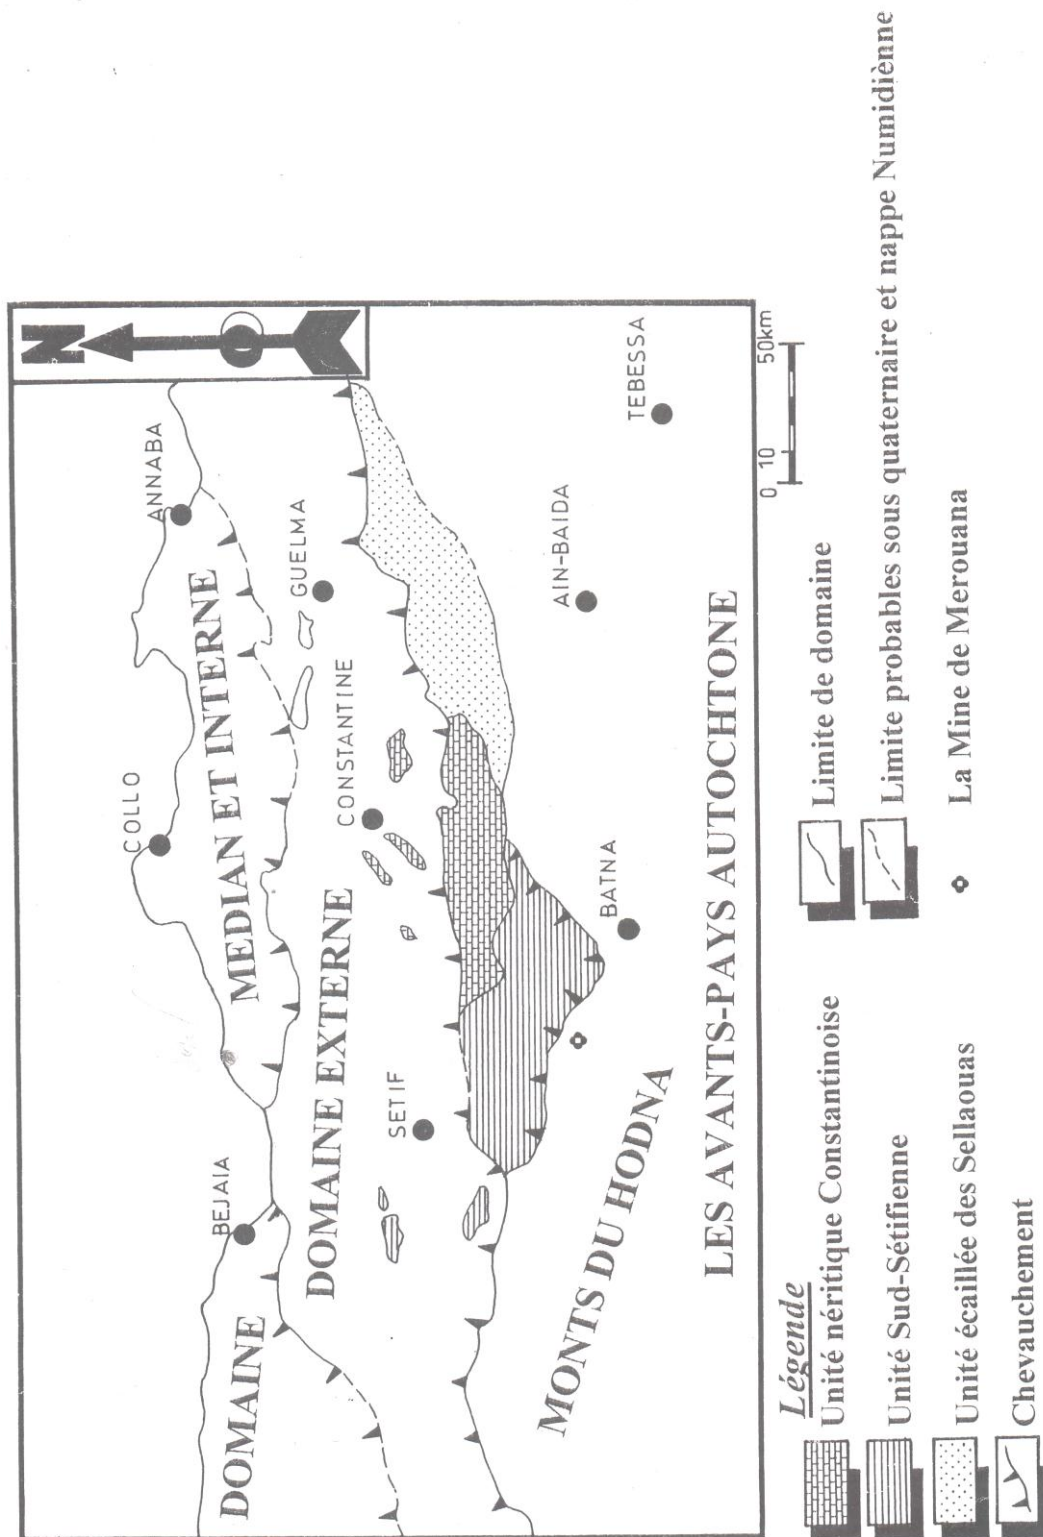 N
ANNABA
COLLO
BEJAIA
GUELMA
MEDIAN ET INTERNE
DOMAINE
CONSTANTINE
DOMAINE EXTERNE
SETIF
AIN-BAIDA
TEBESSA
BATNA
MONTS DU HODNA
LES AVANTS-PAYS AUTOCHTONE
0 10 50km
Légende
Unité néritique Constantinoise
Unité Sud-Sétifienne
Unité écaillée des Sellaouas
Chevauchement
Limite de domaine
Limite probables sous quaternaire et nappe Numidiènne
La Mine de Merouana